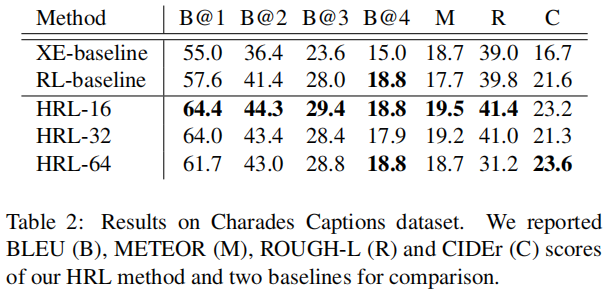 Method B@1 B@2 B@3 B@4 M R C
XE-baseline 55.0 36.4 23.6 15.0 18.7 39.0 16.7
RL-baseline 57.6 41.4 28.0 18.8 17.7 39.8 21.6
HRL-16 64.4 44.3 29.4 18.8 19.5 41.4 23.2
HRL-32 64.0 43.4 28.4 17.9 19.2 41.0 21.3
HRL-64 61.7 43.0 28.8 18.8 18.7 31.2 23.6
Table 2: Results on Charades Captions dataset. We reported
BLEU (B), METEOR (M), ROUGH-L (R) and CIDEr (C) scores
of our HRL method and two baselines for comparison.